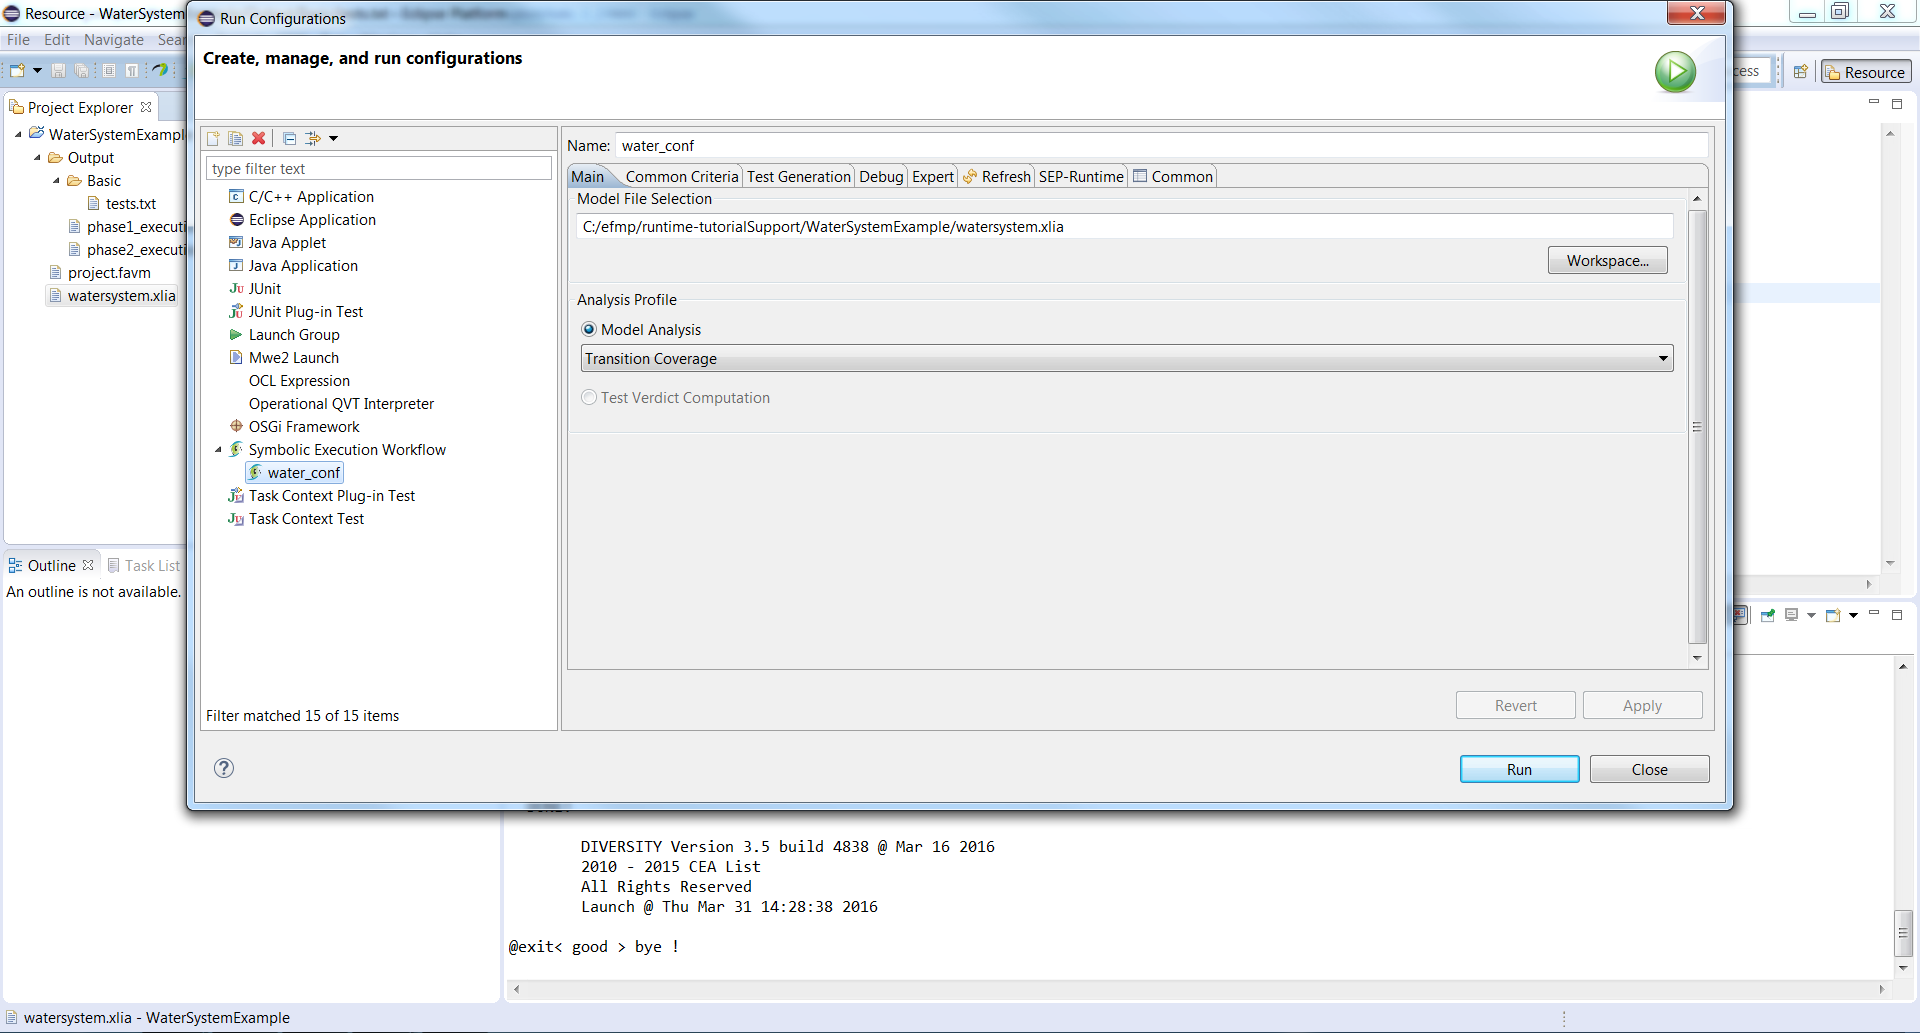 Resource - WaterSystem
File Edit Navigate Sear
Project Explorer
WaterSystemExampl
Output
Basic
tests.txt
phase1_executi
phase2_executi
project.favm
watersystem.xlia
Outline Task List
An outline is not available.
Run Configurations
Create, manage, and run configurations
type filter text
C/C++ Application
Eclipse Application
Java Applet
Java Application
JUnit
JUnit Plug-in Test
Launch Group
Mwe2 Launch
OCL Expression
Operational QVT Interpreter
OSGi Framework
Symbolic Execution Workflow
water_conf
Task Context Plug-in Test
Task Context Test
Filter matched 15 of 15 items
Name: water_conf
Main Common Criteria Test Generation Debug Expert Refresh SEP-Runtime Common
Model File Selection
C:/efmp/runtime-tutorialSupport/WaterSystemExample/watersystem.xlia
Workspace...
Analysis Profile
Model Analysis
Transition Coverage
Test Verdict Computation
Revert Apply
Run Close
cess Resource
DIVERSITY Version 3.5 build 4838 @ Mar 16 2016
2010 - 2015 CEA List
All Rights Reserved
Launch @ Thu Mar 31 14:28:38 2016
@exit< good > bye !
watersystem.xlia - WaterSystemExample